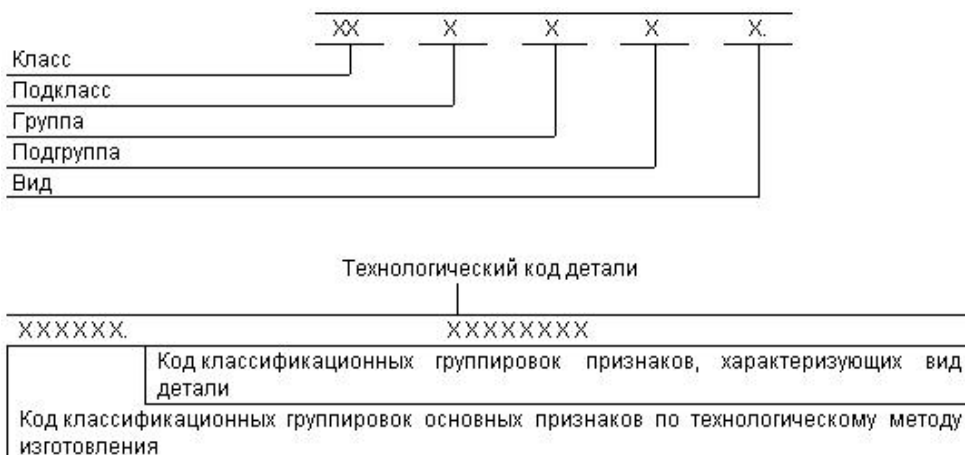 XX X X X X.
Класс
Подкласс
Группа
Подгруппа
Вид
Технологический код детали
XXXXXX. XXXXXXXX
Код классификационных группировок признаков, характеризующих вид
детали
Код классификационных группировок основных признаков по технологическому методу
изготовления